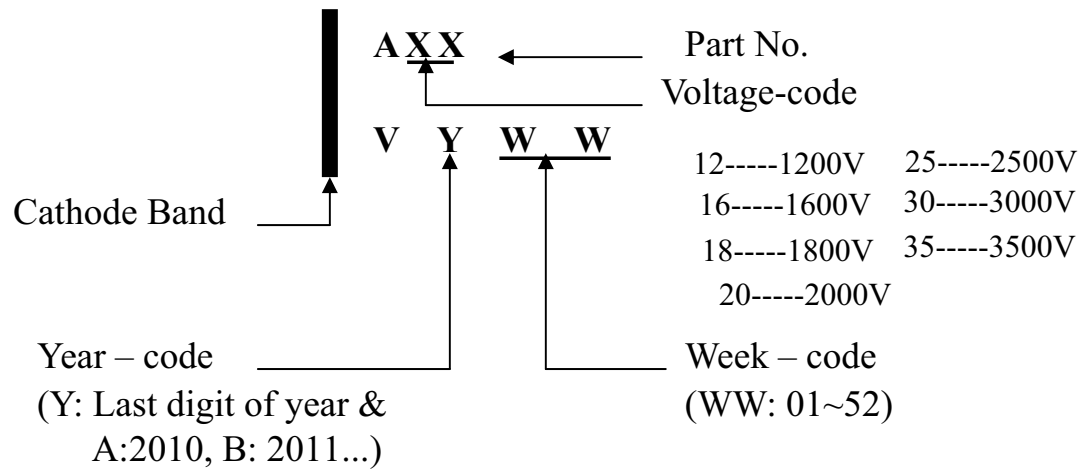 A X X
Part No.
Voltage-code
V Y W W
12-----1200V 25-----2500V
Cathode Band
16-----1600V 30-----3000V
18-----1800V 35-----3500V
20-----2000V
Year – code
(Y: Last digit of year &
A:2010, B: 2011...)
Week – code
(WW: 01~52)